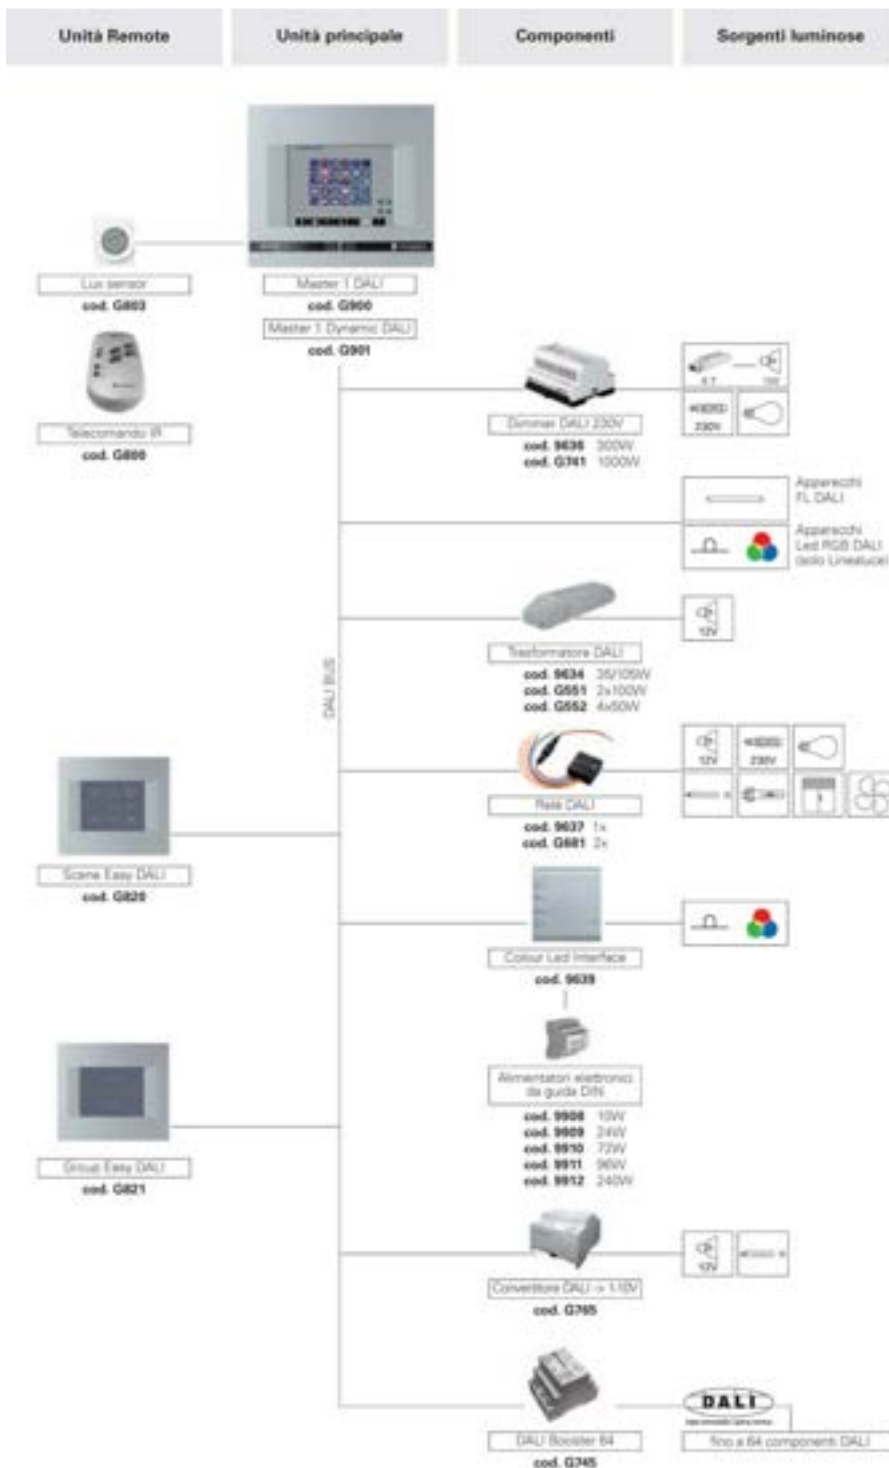 Unità Remote
Unità principale
Componenti
Sorgenti luminose
Lux sensor
cod. G803
Master 1 DALI
cod. G900
Master 1 Dynamic DALI
cod. G901
Telecomando IR
cod. G800
Dimmer DALI 230V
cod. 9636 300W
cod. G741 1000W
230V
Apparecchi
FL DALI
Apparecchi
Led RGB DALI
(solo Linealuce)
DALI BUS
Trasformatore DALI
cod. 9634 35/105W
cod. G551 2x100W
cod. G552 4x50W
12V
Relè DALI
cod. 9637 1x
cod. G681 2x
12V
230V
Scene Easy DALI
cod. G820
Colour Led Interface
cod. 9639
Alimentatori elettronici
da guida DIN
cod. 9908 10W
cod. 9909 24W
cod. 9910 72W
cod. 9911 96W
cod. 9912 240W
Group Easy DALI
cod. G821
Convertitore DALI -> 1-10V
cod. G765
12V
DALI Booster 64
cod. G745
DALI
fino a 64 componenti DALI